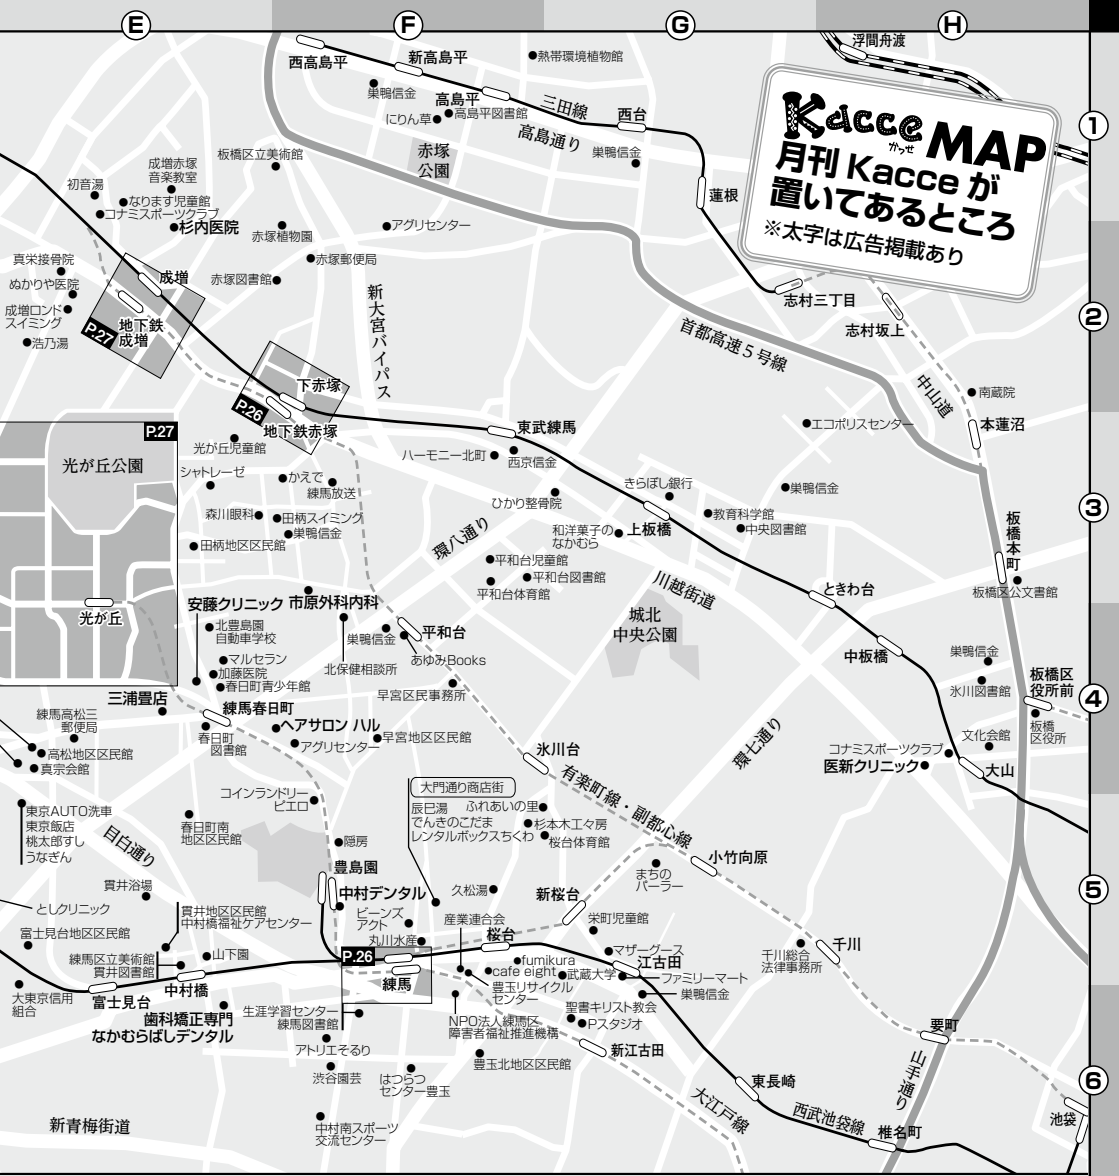 E
F
G
H
①
②
③
④
⑤
⑥
Kacce MAP
かっせ
月刊 Kacce が
置いてあるところ
※太字は広告掲載あり
浮間舟渡
西高島平
新高島平
熱帯環境植物館
巣鴨信金
高島平
高島平図書館
にりん草
三田線
高島通り
西台
巣鴨信金
赤塚
公園
蓮根
成増赤塚
音楽教室
板橋区立美術館
初音湯
なります児童館
コナミスポーツクラブ
杉内医院
赤塚植物園
アグリセンター
真栄接骨院
ぬかりや医院
成増ロンド
スイミング
浩乃湯
成増
地下鉄
成増
P.27
赤塚郵便局
赤塚図書館
新大宮バイパス
志村三丁目
志村坂上
首都高速5号線
中山道
南蔵院
本蓮沼
下赤塚
P.26
地下鉄赤塚
東武練馬
エコポリスセンター
P.27
光が丘公園
光が丘
光が丘児童館
シャトレーゼ
かえで
練馬放送
森川眼科
田柄スイミング
巣鴨信金
田柄地区区民館
ハーモニー北町
西京信金
ひかり整骨院
きらぼし銀行
巣鴨信金
教育科学館
中央図書館
和洋菓子の
なかむら
上板橋
環八通り
平和台児童館
平和台図書館
平和台体育館
川越街道
ときわ台
板橋本町
板橋区公文書館
城北
中央公園
中板橋
安藤クリニック
市原外科内科
北豊島園
自動車学校
巣鴨信金
平和台
あゆみBooks
北保健相談所
マルセラン
加藤医院
春日町青少年館
早宮区民事務所
巣鴨信金
氷川図書館
板橋区
役所前
板橋
区役所
文化会館
三浦畳店
練馬高松三
郵便局
高松地区区民館
真宗会館
練馬春日町
春日町
図書館
ヘアサロン ハル
アグリセンター
早宮地区区民館
氷川台
環七通り
コナミスポーツクラブ
医新クリニック
大山
有楽町線・副都心線
コインランドリー
ピエロ
大門通り商店街
辰巳湯
でんきのこだま
レンタルボックスちくわ
ふれあいの里
杉本木工々房
桜台体育館
東京AUTO洗車
東京飯店
桃太郎すし
うなぎん
目白通り
春日町南
地区区民館
隠房
豊島園
中村デンタル
久松湯
まちの
パーラー
小竹向原
新桜台
貫井浴場
としクリニック
富士見台地区区民館
貫井地区区民館
中村橋福祉ケアセンター
練馬区立美術館
貫井図書館
山下園
ビーンズ
アクト
丸川水産
産業連合会
桜台
栄町児童館
千川総合
法律事務所
千川
P.26
練馬
fumikura
cafe eight
豊玉リサイクル
センター
マザーグース
江古田
武蔵大学
ファミリーマート
巣鴨信金
大東京信用
組合
富士見台
中村橋
歯科矯正専門
なかむらばしデンタル
生涯学習センター
練馬図書館
NPO法人練馬区
障害者福祉推進機構
聖書キリスト教会
Pスタジオ
要町
新江古田
アトリエそるり
渋谷園芸
はつらつ
センター豊玉
豊玉北地区区民館
東長崎
山手通り
大江戸線
西武池袋線
椎名町
池袋
新青梅街道
中村南スポーツ
交流センター